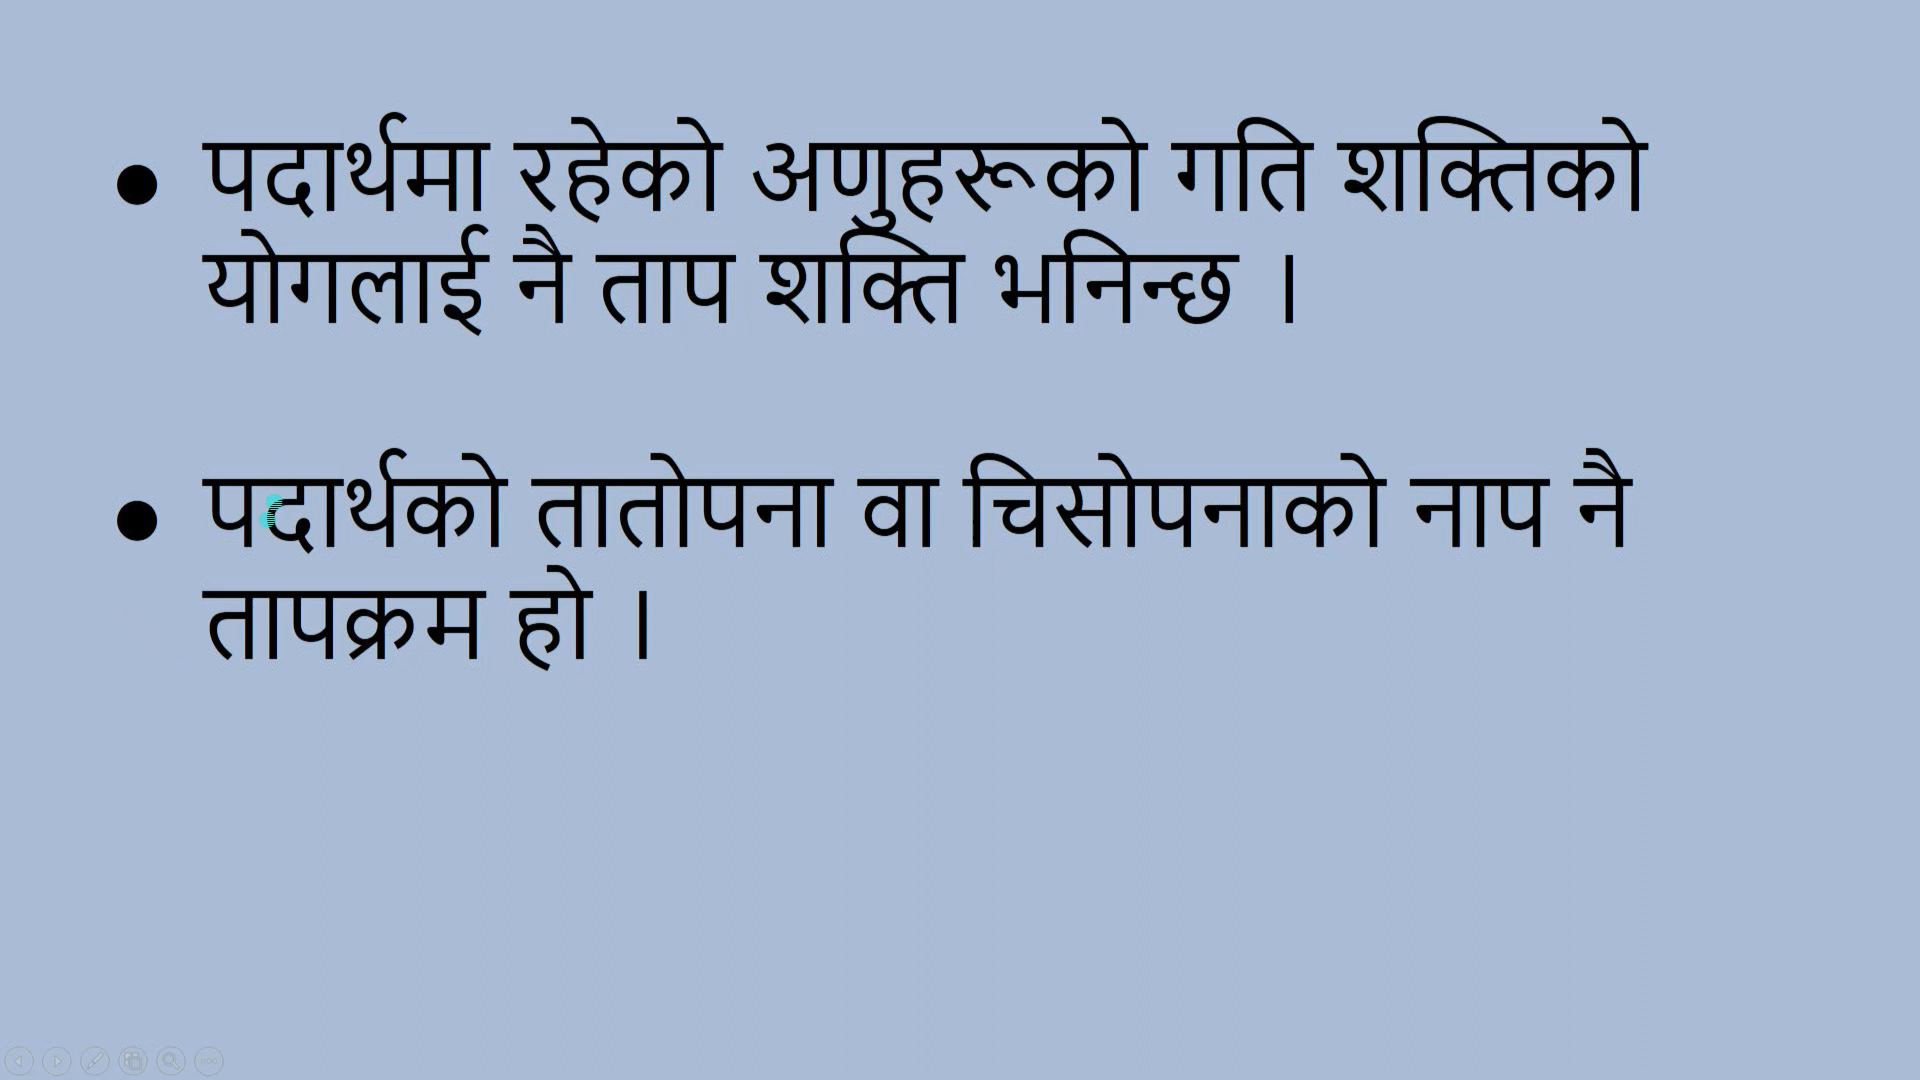 • पदार्थमा रहेको अणुहरूको गति शक्तिको
योगलाई नै ताप शक्ति भनिन्छ ।
• पदार्थको तातोपना वा चिसोपनाको नाप नै
तापक्रम हो ।